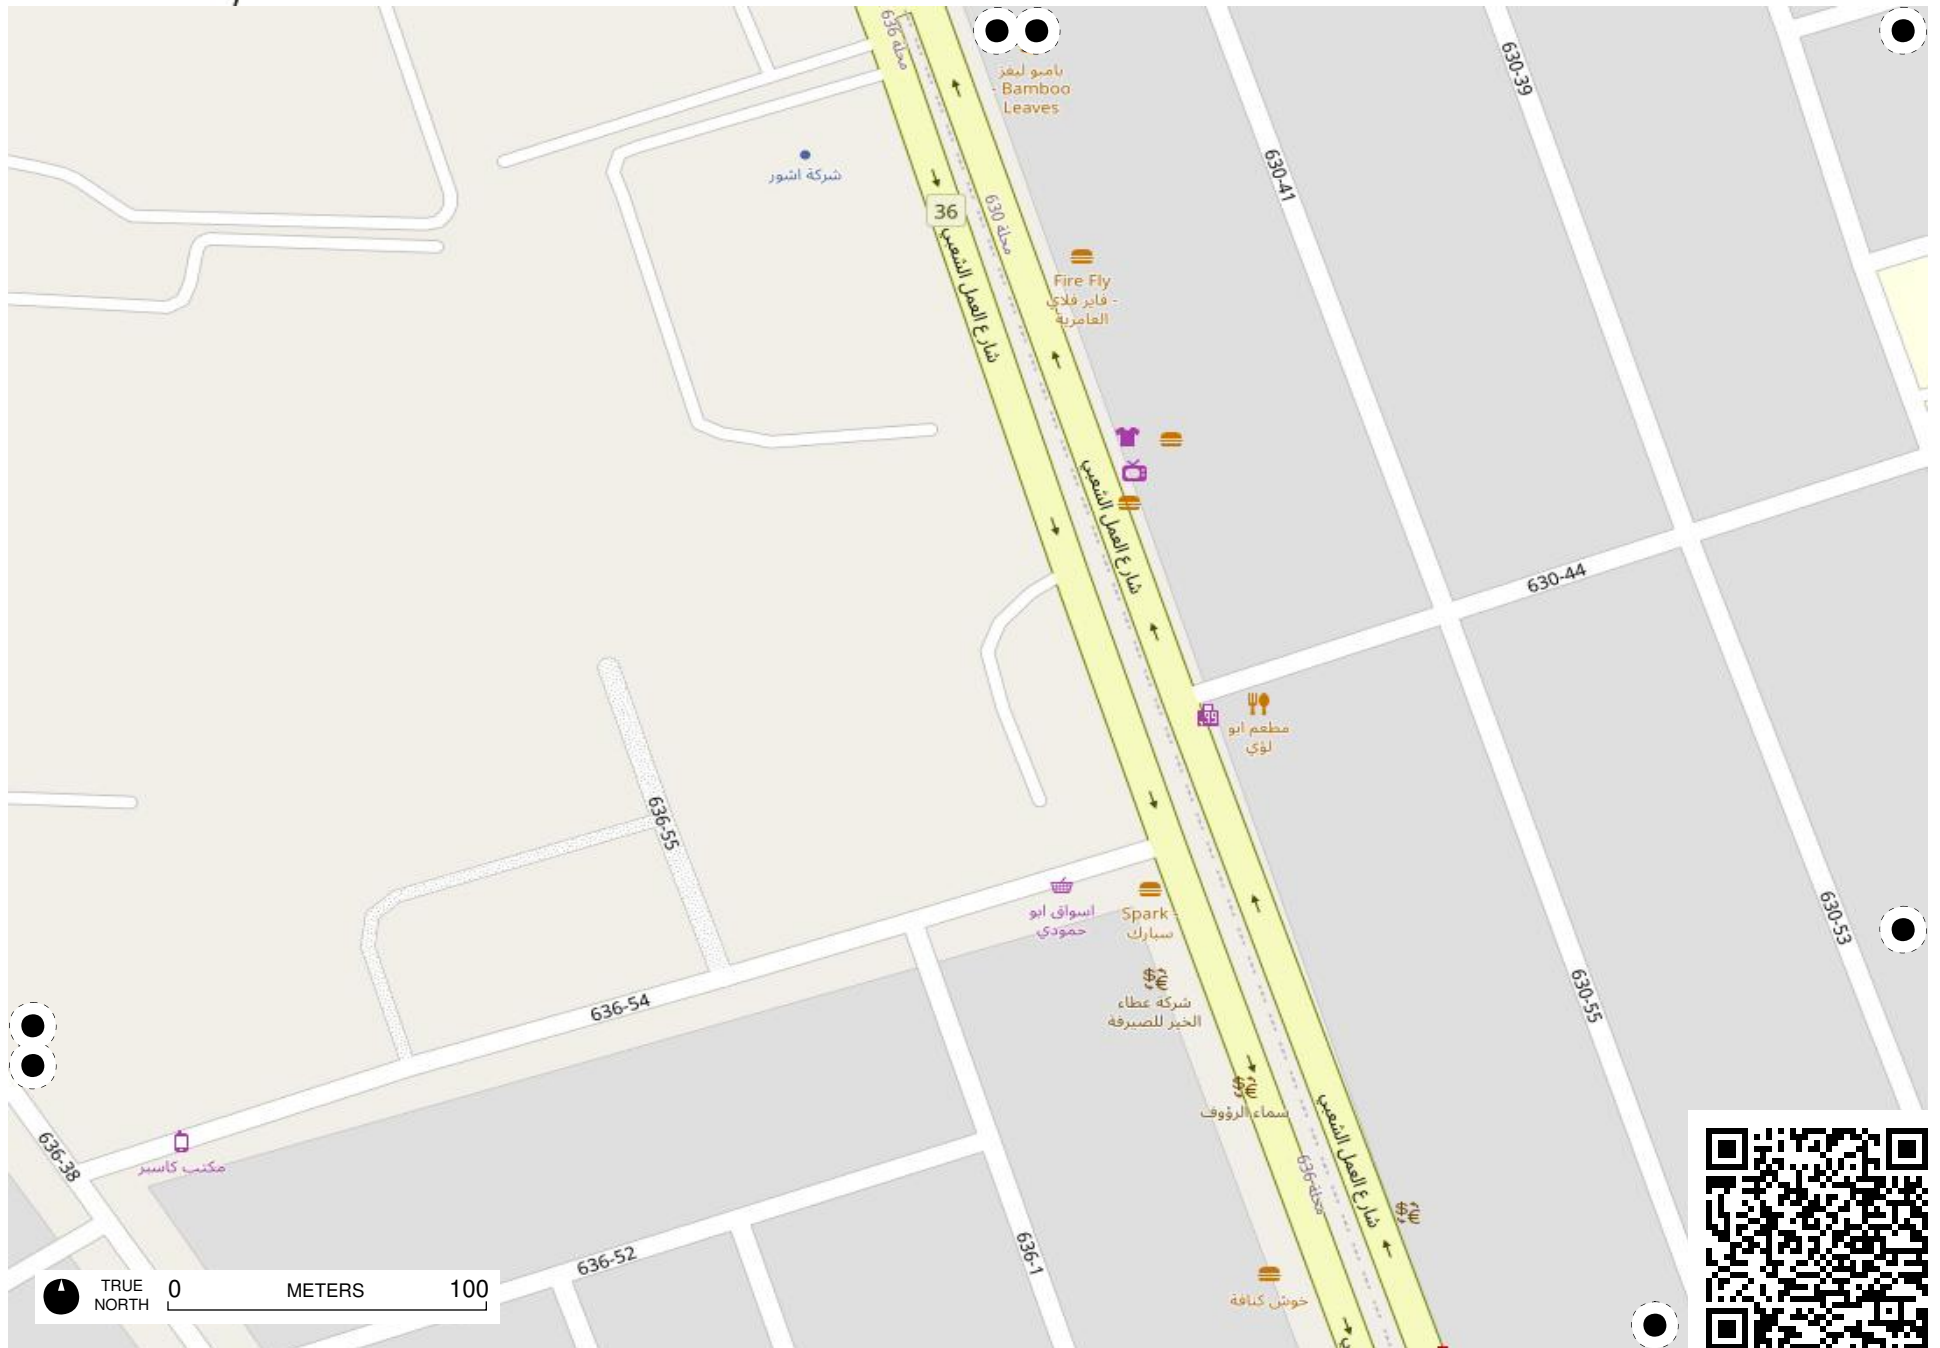 محلة 636
بامبو ليفز
- Bamboo
Leaves
630-39
630-41
شركة اشور
36
محلة 630
شارع العمل الشعبي
Fire Fly
- فاير فلاي
العامرية
شارع العمل الشعبي
630-44
مطعم ابو
لؤي
636-55
اسواق ابو
حمودي
Spark -
سبارك
630-53
شركة عطاء
الخير للصيرفة
630-55
636-54
سماء الرؤوف
636-38
مكتب كاسبر
شارع العمل الشعبي
محلة 636
636-52
636-1
خوش كنافة
TRUE
NORTH
0 METERS 100